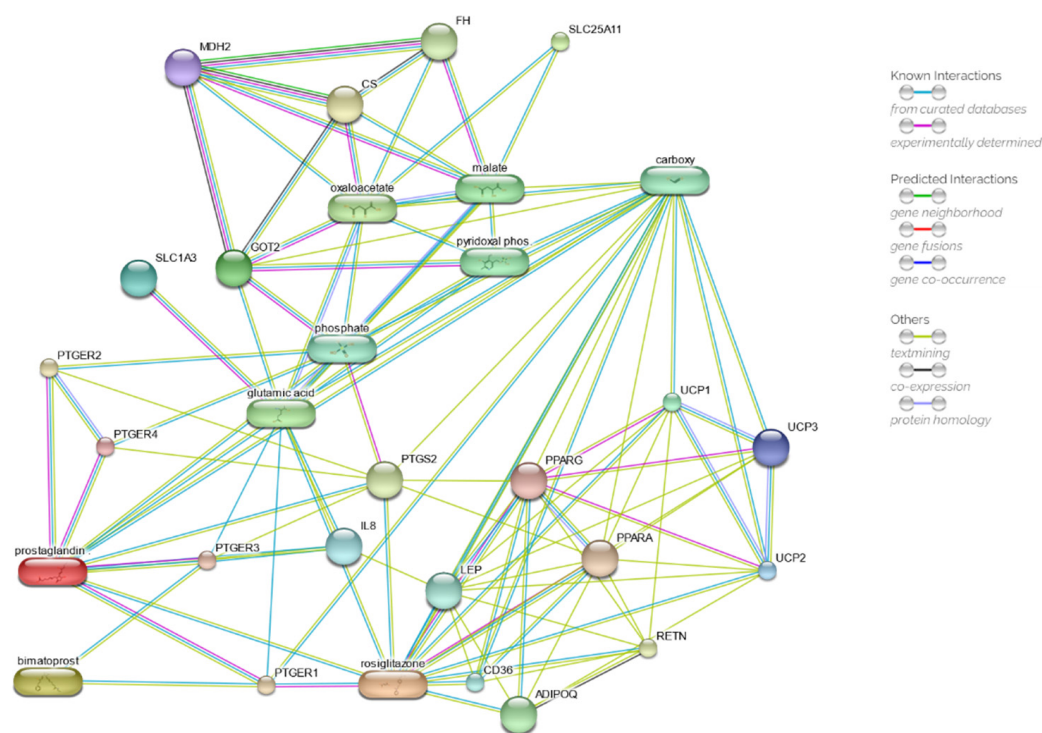 FH
SLC25A11
MDH2
CS
malate
carboxy
oxaloacetate
pyridoxal phos.
GOT2
SLC1A3
phosphate
PTGER2
glutamic acid
UCP1
UCP3
PTGER4
PTGS2
PPARG
IL8
PPARA
prostaglandin
PTGER3
LEP
UCP2
RETN
bimatoprost
PTGER1
rosiglitazone
CD36
ADIPOQ
Known Interactions
from curated databases
experimentally determined
Predicted Interactions
gene neighborhood
gene fusions
gene co-occurrence
Others
textmining
co-expression
protein homology